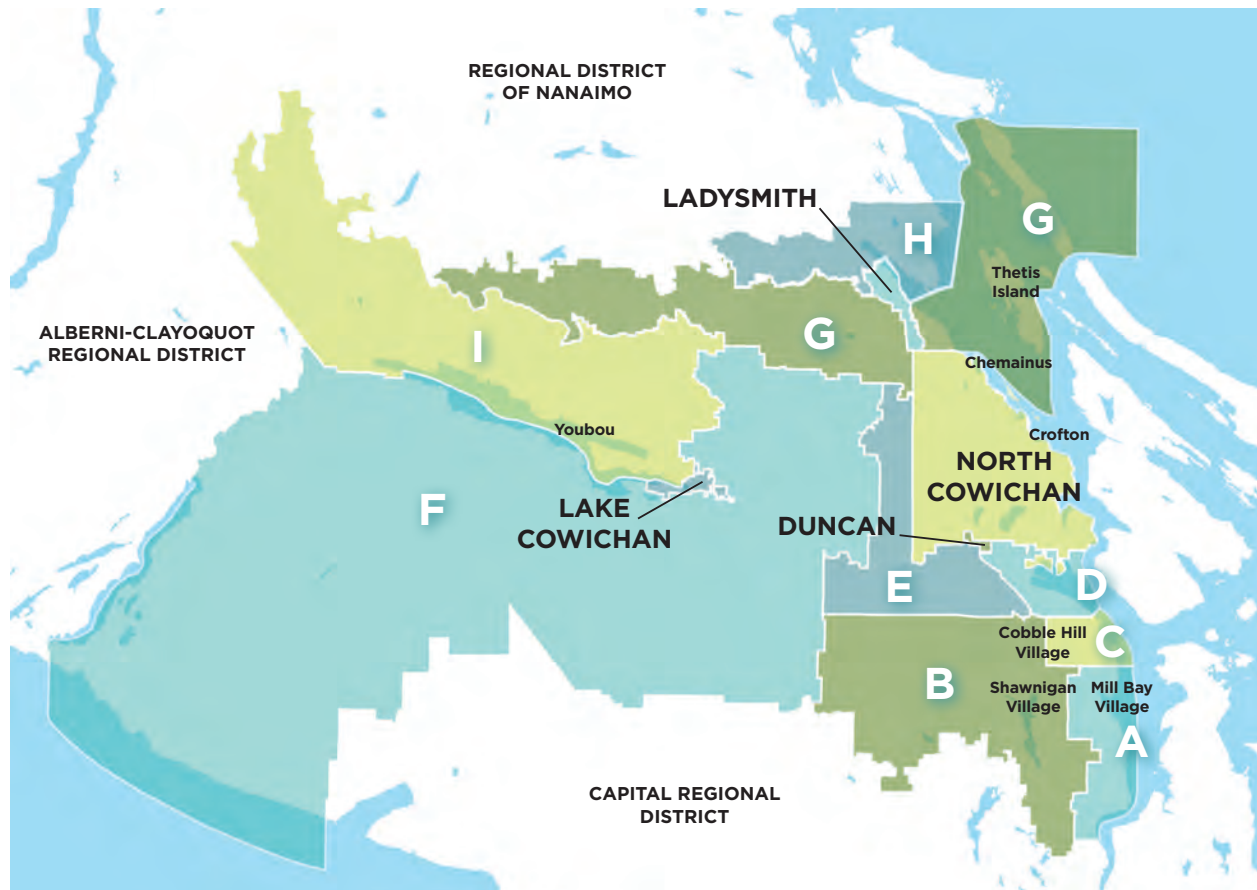 REGIONAL DISTRICT
OF NANAIMO
LADYSMITH
H
G
Thetis
Island
ALBERNI-CLAYOQUOT
REGIONAL DISTRICT
I
G
Chemainus
Youbou
Crofton
NORTH
COWICHAN
F
LAKE
COWICHAN
DUNCAN
E
D
Cobble Hill
Village
C
B
Shawnigan
Village
Mill Bay
Village
A
CAPITAL REGIONAL
DISTRICT